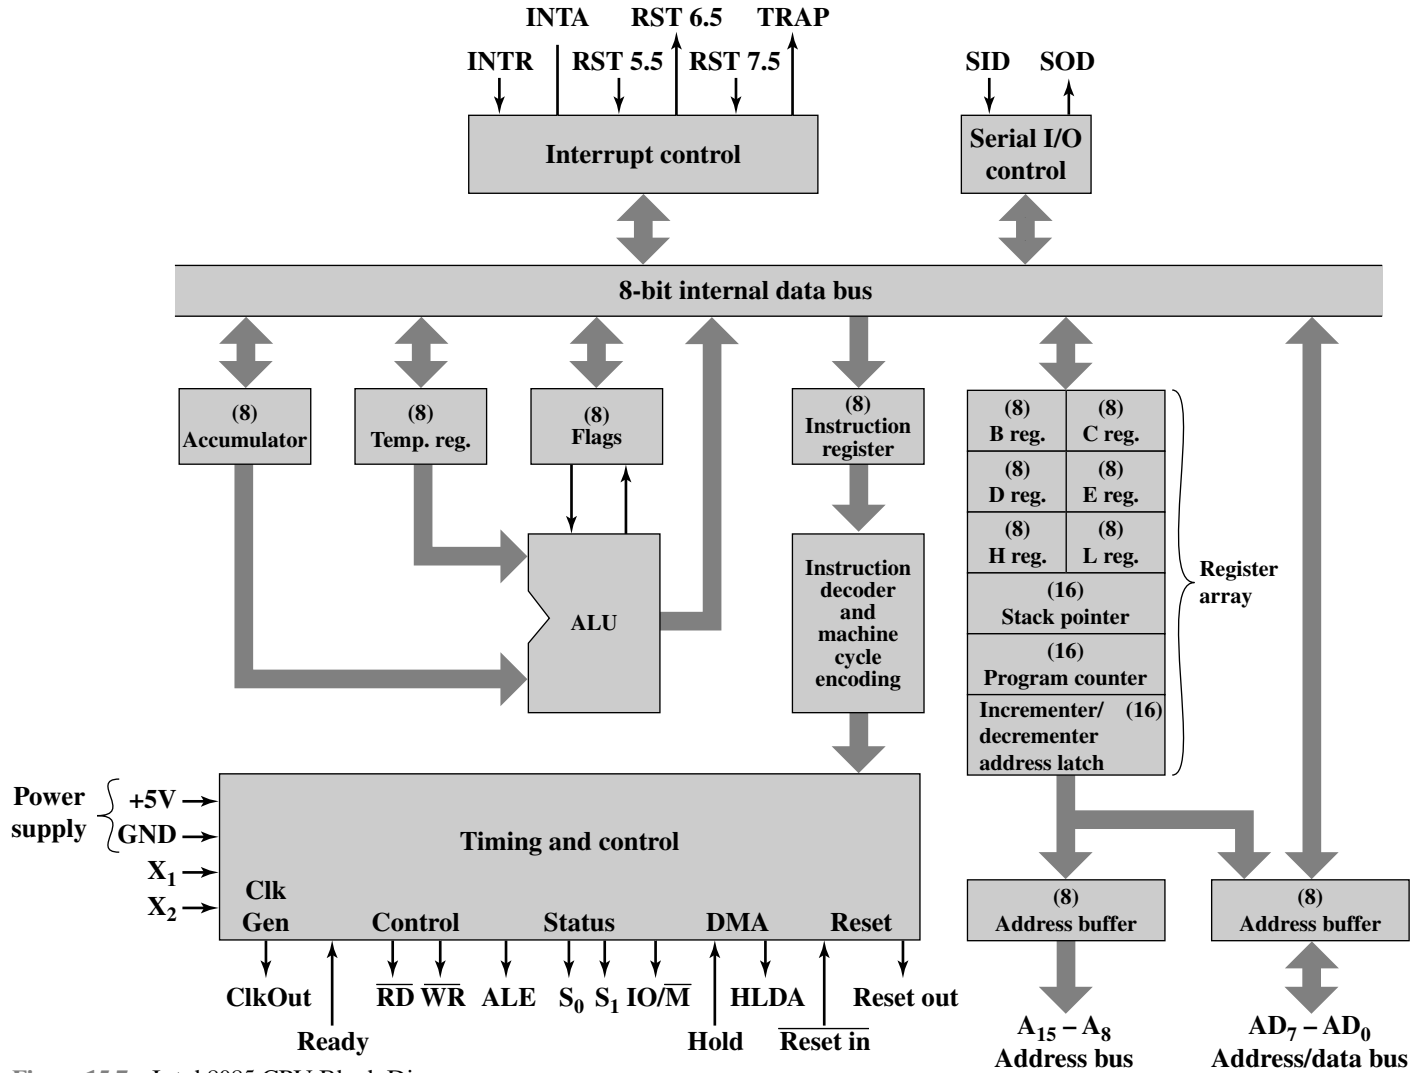 INTA RST 6.5 TRAP
INTR RST 5.5 RST 7.5 SID SOD
Interrupt control
Serial I/O
control
8-bit internal data bus
(8)
Accumulator
(8)
Temp. reg.
(8)
Flags
(8)
Instruction
register
(8)
B reg.
(8)
C reg.
(8)
D reg.
(8)
E reg.
(8)
H reg.
(8)
L reg.
(16)
Stack pointer
(16)
Program counter
Incrementer/ (16)
decrementer
address latch
Register
array
ALU
Instruction
decoder
and
machine
cycle
encoding
Power
supply
+5V
GND
X1
X2
Timing and control
Clk
Gen
Control
Status
DMA
Reset
ClkOut
Ready
R̅D̅
W̅R̅
ALE
S0
S1
IO/M̅
Hold
HLDA
R̅e̅s̅e̅t̅ i̅n̅
Reset out
(8)
Address buffer
(8)
Address buffer
A15 – A8
Address bus
AD7 – AD0
Address/data bus